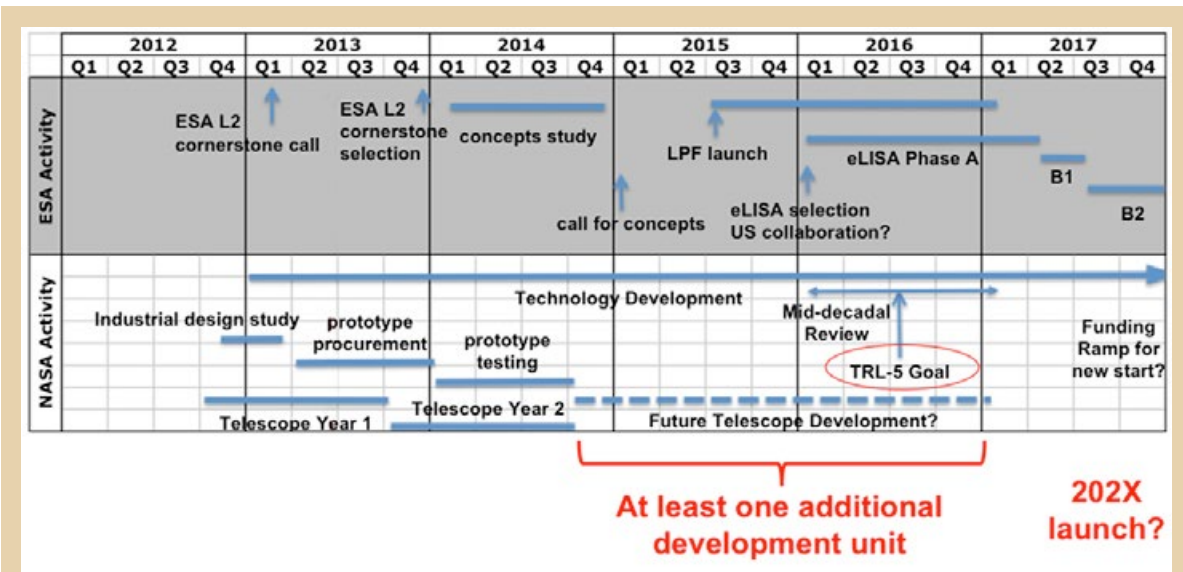 2012 2013 2014 2015 2016 2017
Q1 Q2 Q3 Q4 Q1 Q2 Q3 Q4 Q1 Q2 Q3 Q4 Q1 Q2 Q3 Q4 Q1 Q2 Q3 Q4 Q1 Q2 Q3 Q4
ESA Activity
ESA L2
cornerstone call
ESA L2
cornerstone
selection
concepts study
call for concepts
LPF launch
eLISA Phase A
eLISA selection
US collaboration?
B1
B2
NASA Activity
Technology Development
Industrial design study
prototype
procurement
prototype
testing
Telescope Year 1
Telescope Year 2
Mid-decadal
Review
TRL-5 Goal
Future Telescope Development?
Funding
Ramp for
new start?
At least one additional
development unit
202X
launch?